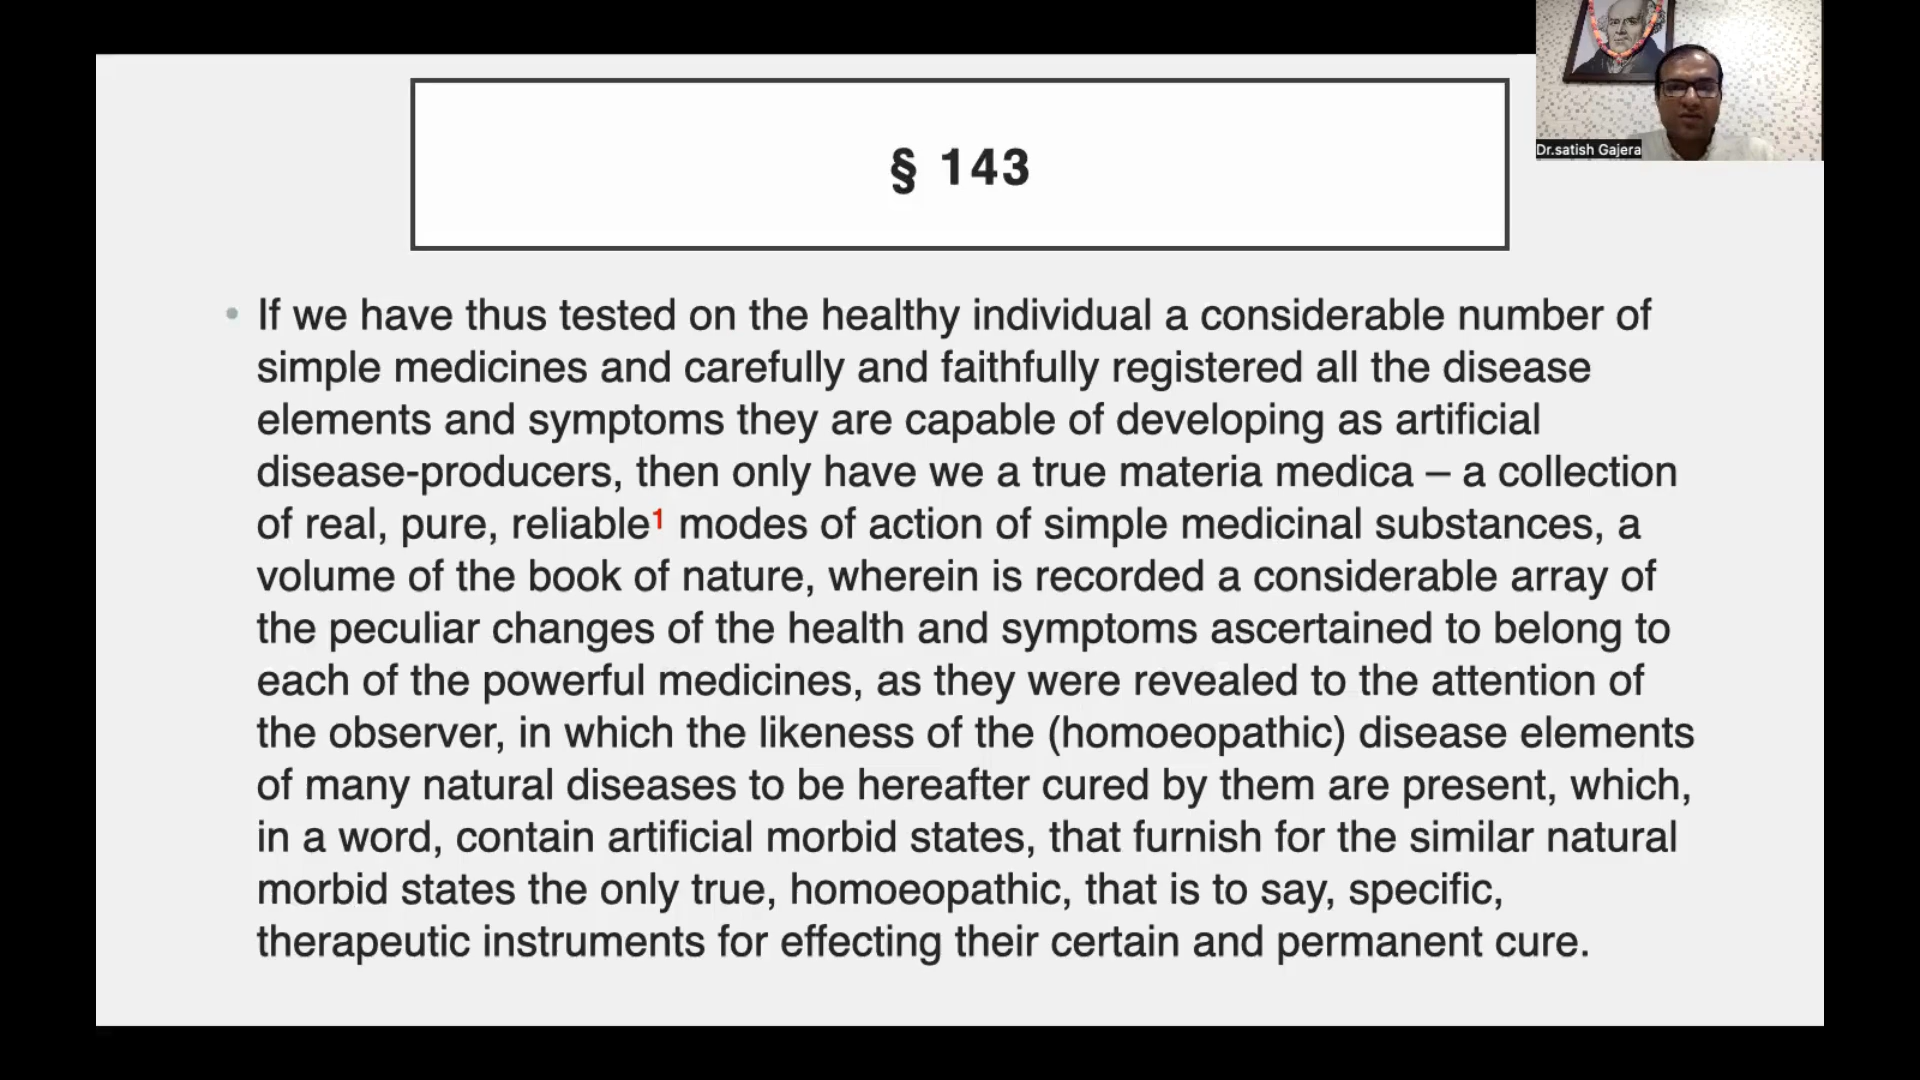 Dr.satish Gajera
§ 143
• If we have thus tested on the healthy individual a considerable number of
simple medicines and carefully and faithfully registered all the disease
elements and symptoms they are capable of developing as artificial
disease-producers, then only have we a true materia medica – a collection
of real, pure, reliable¹ modes of action of simple medicinal substances, a
volume of the book of nature, wherein is recorded a considerable array of
the peculiar changes of the health and symptoms ascertained to belong to
each of the powerful medicines, as they were revealed to the attention of
the observer, in which the likeness of the (homoeopathic) disease elements
of many natural diseases to be hereafter cured by them are present, which,
in a word, contain artificial morbid states, that furnish for the similar natural
morbid states the only true, homoeopathic, that is to say, specific,
therapeutic instruments for effecting their certain and permanent cure.